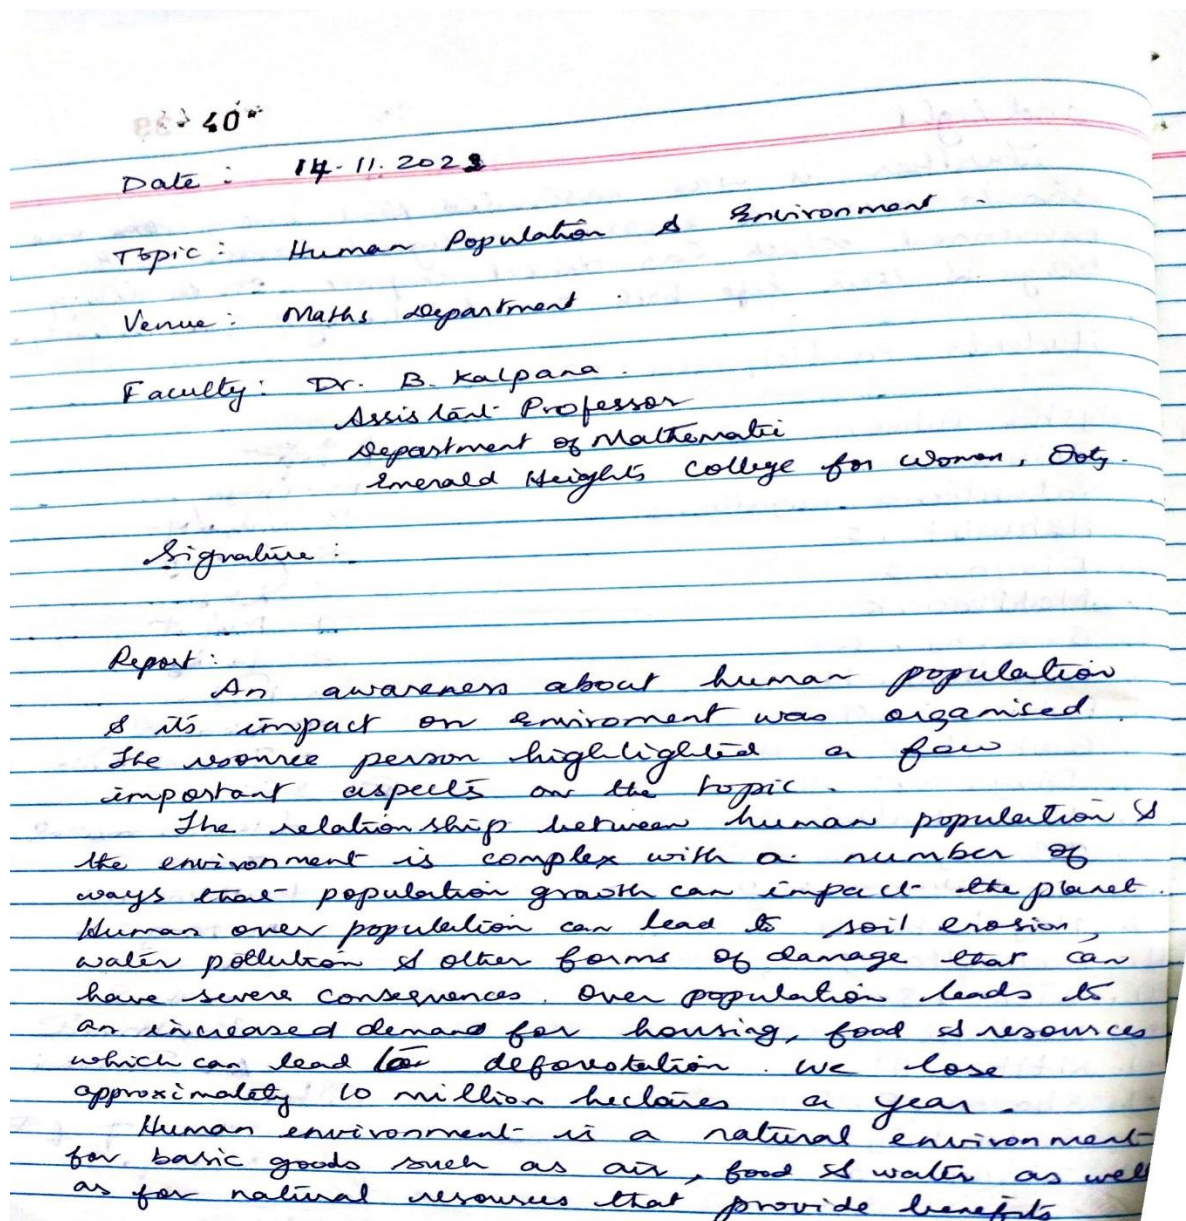 40
Date : 14.11.2023
Topic : Human Population & Environment .
Venue : Maths Department .
Faculty : Dr. B. Kalpana .
Assistant Professor
Department of Mathemati
Emerald Heights College for Woman, Ooty.
Signature :
Report :
An awareness about human population
& its impact on enviroment was organised .
The resource person highlighted a few
important aspects on the topic .
The relationship between human population &
the environment is complex with a number of
ways that population growth can impact the planet .
Human over population can lead to soil erosion,
water pollution & other forms of damage that can
have severe consequences . Over population leads to
an increased demand for housing, food & resources
which can lead to deforestation . We lose
approximately 10 million hectares a year .
Human environment is a natural environment
for basic goods such as air, food & water as well
as for natural resources that provide benefits